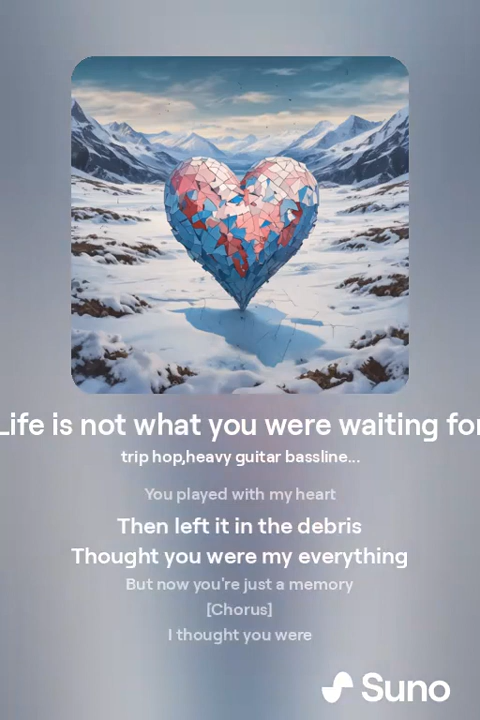 Life is not what you were waiting for
trip hop,heavy guitar bassline...
You played with my heart
Then left it in the debris
Thought you were my everything
But now you're just a memory
[Chorus]
I thought you were
Suno